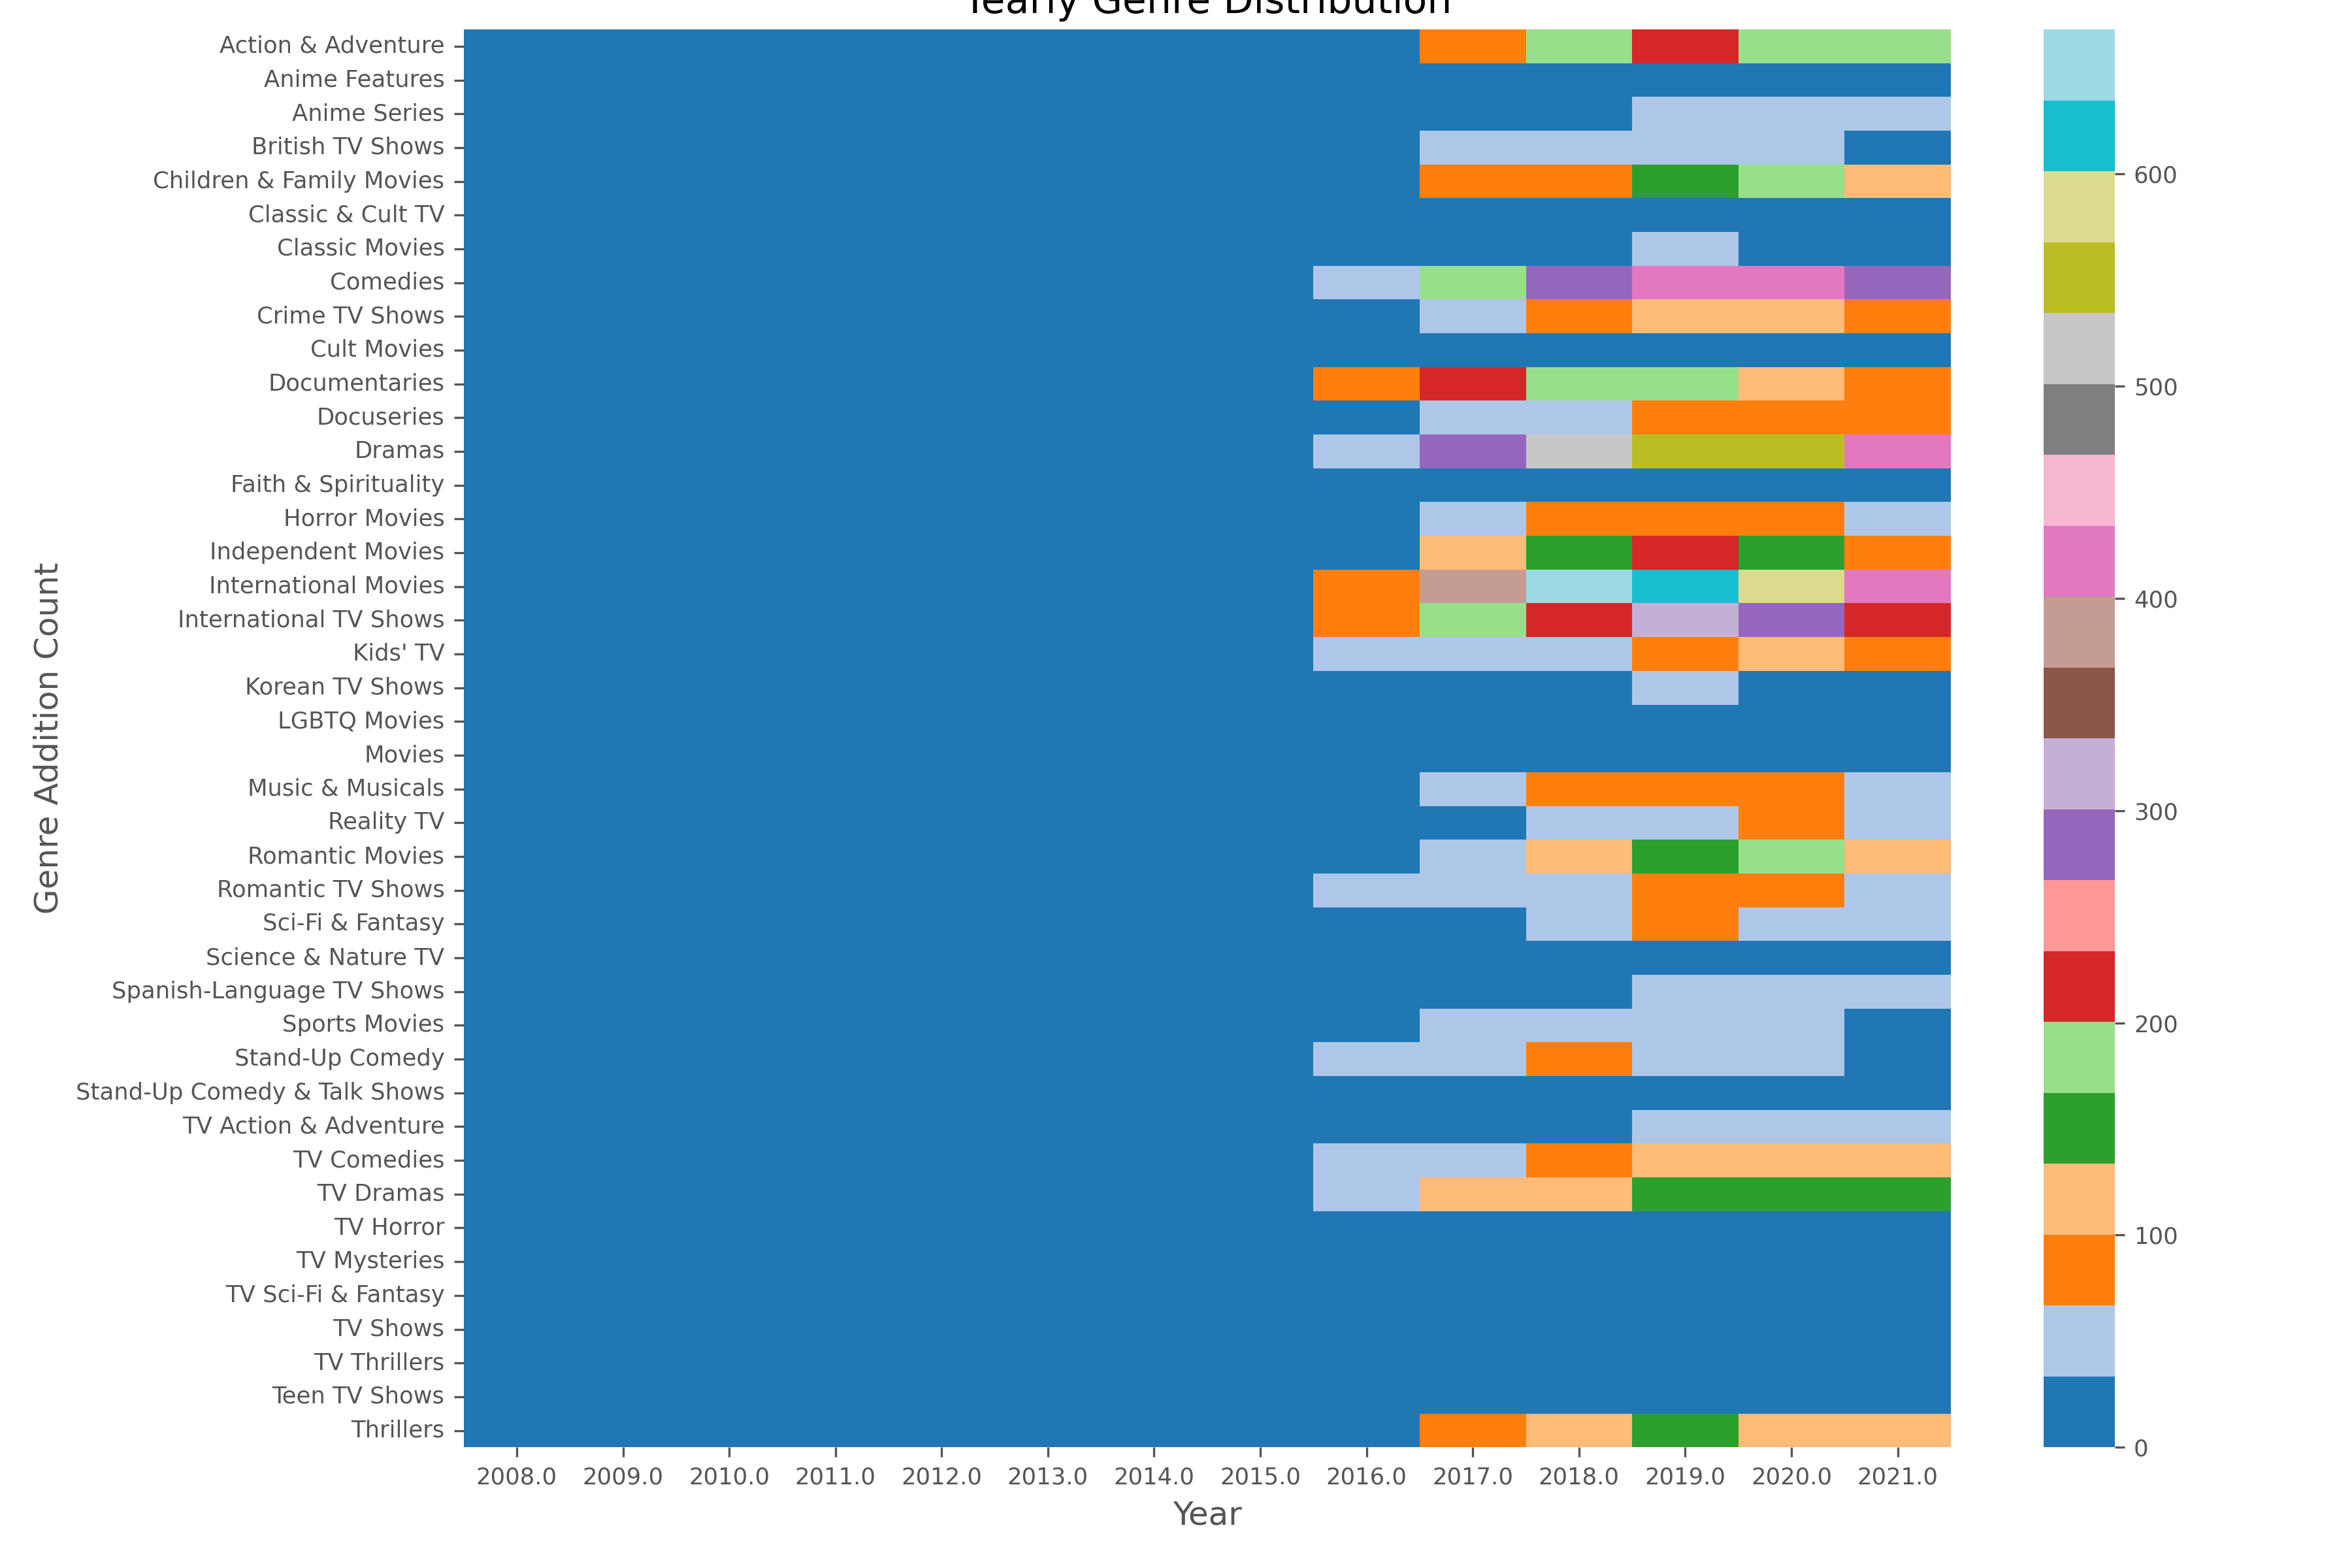 Yearly Genre Distribution
Action & Adventure
Anime Features
Anime Series
British TV Shows
Children & Family Movies
Classic & Cult TV
Classic Movies
Comedies
Crime TV Shows
Cult Movies
Documentaries
Docuseries
Dramas
Faith & Spirituality
Horror Movies
Independent Movies
International Movies
International TV Shows
Kids' TV
Korean TV Shows
LGBTQ Movies
Movies
Music & Musicals
Reality TV
Romantic Movies
Romantic TV Shows
Sci-Fi & Fantasy
Science & Nature TV
Spanish-Language TV Shows
Sports Movies
Stand-Up Comedy
Stand-Up Comedy & Talk Shows
TV Action & Adventure
TV Comedies
TV Dramas
TV Horror
TV Mysteries
TV Sci-Fi & Fantasy
TV Shows
TV Thrillers
Teen TV Shows
Thrillers
Genre Addition Count
2008.0 2009.0 2010.0 2011.0 2012.0 2013.0 2014.0 2015.0 2016.0 2017.0 2018.0 2019.0 2020.0 2021.0
Year
600
500
400
300
200
100
0